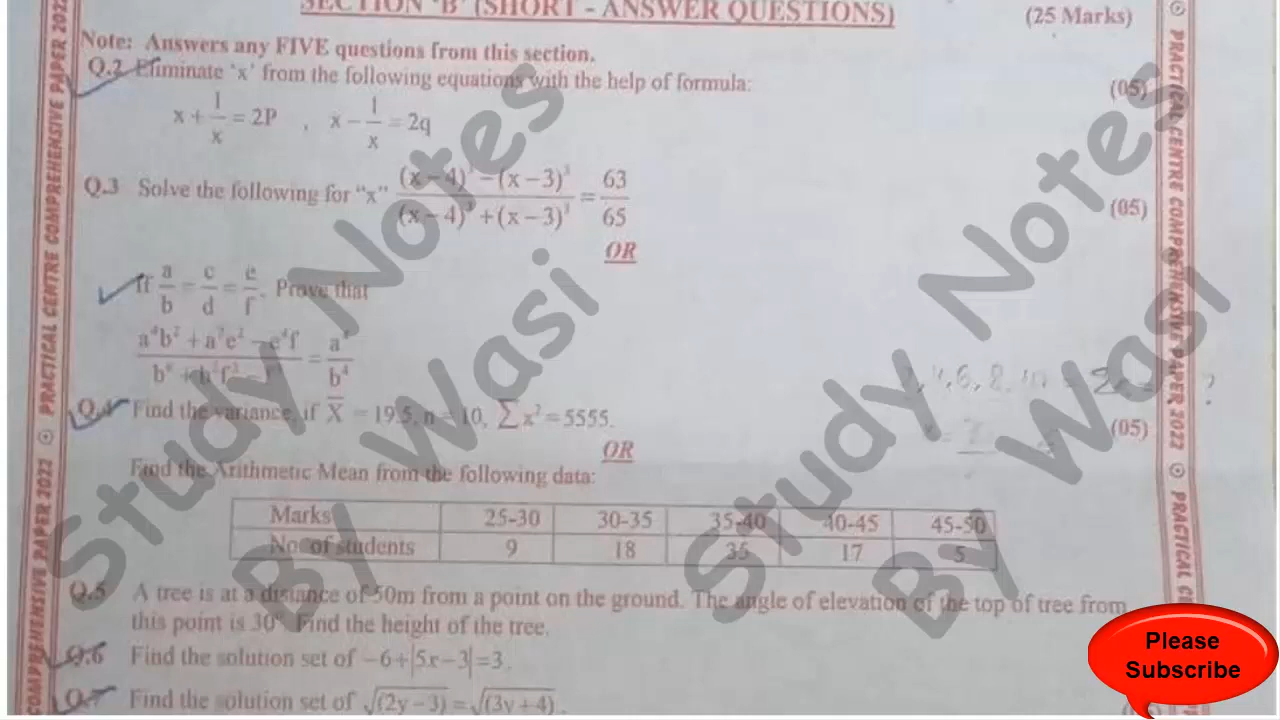 SECTION 'B' (SHORT - ANSWER QUESTIONS) (25 Marks)
Note: Answers any FIVE questions from this section.
Q.2 Eliminate 'x' from the following equations with the help of formula: (05)
x + 1/x = 2P , x − 1/x = 2q
Q.3 Solve the following for "x" ((x − 4)³ − (x − 3)³)/((x − 4)³ + (x − 3)³) = 63/65 (05)
OR
If a/b = c/d = e/f. Prove that
= a⁴/b⁴
Q.4 Find the variance, if X̄ = 19.5, n = 10, ∑x² = 5555. (05)
OR
Find the Arithmetic Mean from the following data:
Marks 25-30 30-35 35-40 40-45 45-50
No. of students 9 18 35 17 5
Q.5 A tree is at a distance of 50m from a point on the ground. The angle of elevation of the top of tree from
this point is 30° Find the height of the tree.
Q.6 Find the solution set of −6+|5x−3|=3.
Q.7 Find the solution set of √(2y−3) = √(3y+4).
PRACTICAL CENTRE COMPREHENSIVE PAPER 2022
COMPREHENSIVE PAPER 2022
PRACTICAL CENTRE COMPREHENSIVE PAPER 2022
PRACTICAL
Study Notes
By Wasi
Study Notes
By Wasi
Please
Subscribe